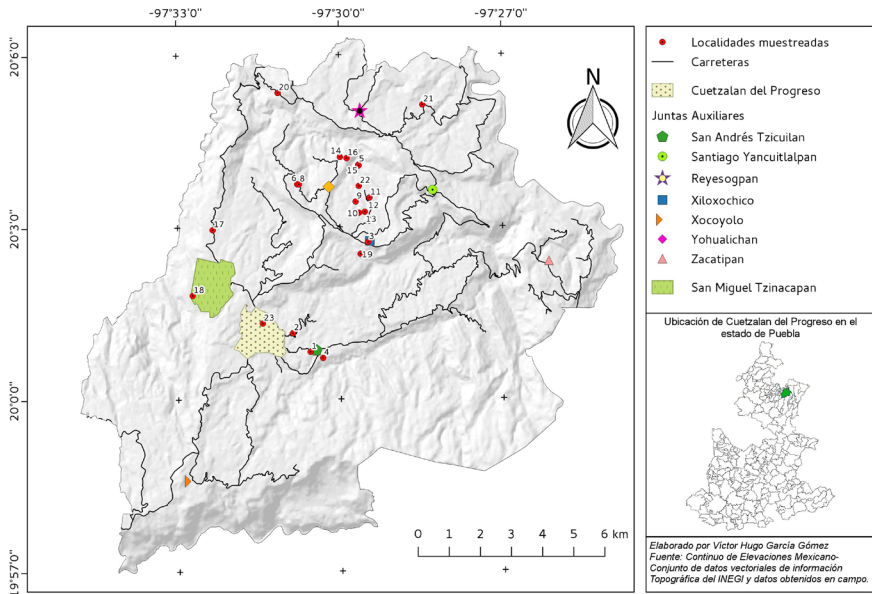 -97°33'0"
-97°30'0"
-97°27'0"
20°6'0"
20°3'0"
20°0'0"
19°57'0"
N
20
21
14
16
5
15
6
8
22
9
11
10
12
13
17
3
19
18
23
2
1
4
0 1 2 3 4 5 6 km
Localidades muestreadas
Carreteras
Cuetzalan del Progreso
Juntas Auxiliares
San Andrés Tzicuilan
Santiago Yancuitlalpan
Reyesogpan
Xiloxochico
Xocoyolo
Yohualichan
Zacatipan
San Miguel Tzinacapan
Ubicación de Cuetzalan del Progreso en el
estado de Puebla
Elaborado por Víctor Hugo García Gómez
Fuente: Continuo de Elevaciones Mexicano-
Conjunto de datos vectoriales de información
Topográfica del INEGI y datos obtenidos en campo.